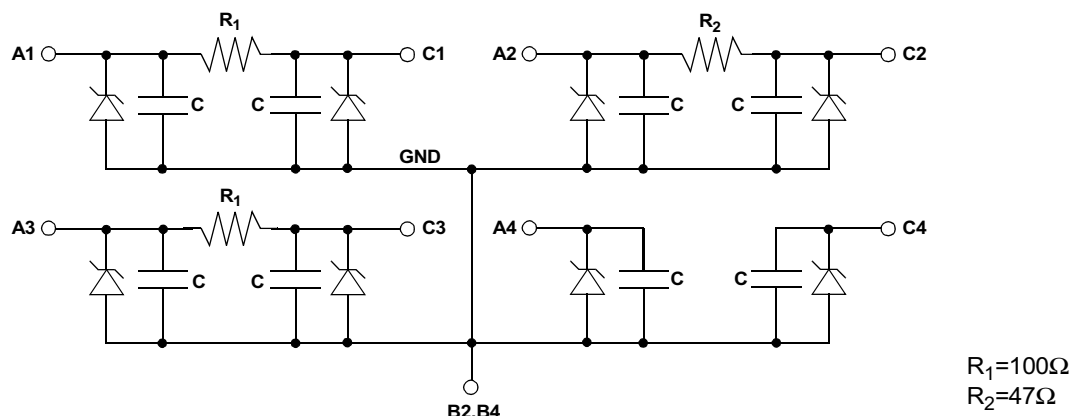 R1
R2
A1
C1
A2
C2
C
C
C
C
GND
R1
A3
C3
A4
C4
C
C
C
C
B2,B4
R1=100Ω
R2=47Ω